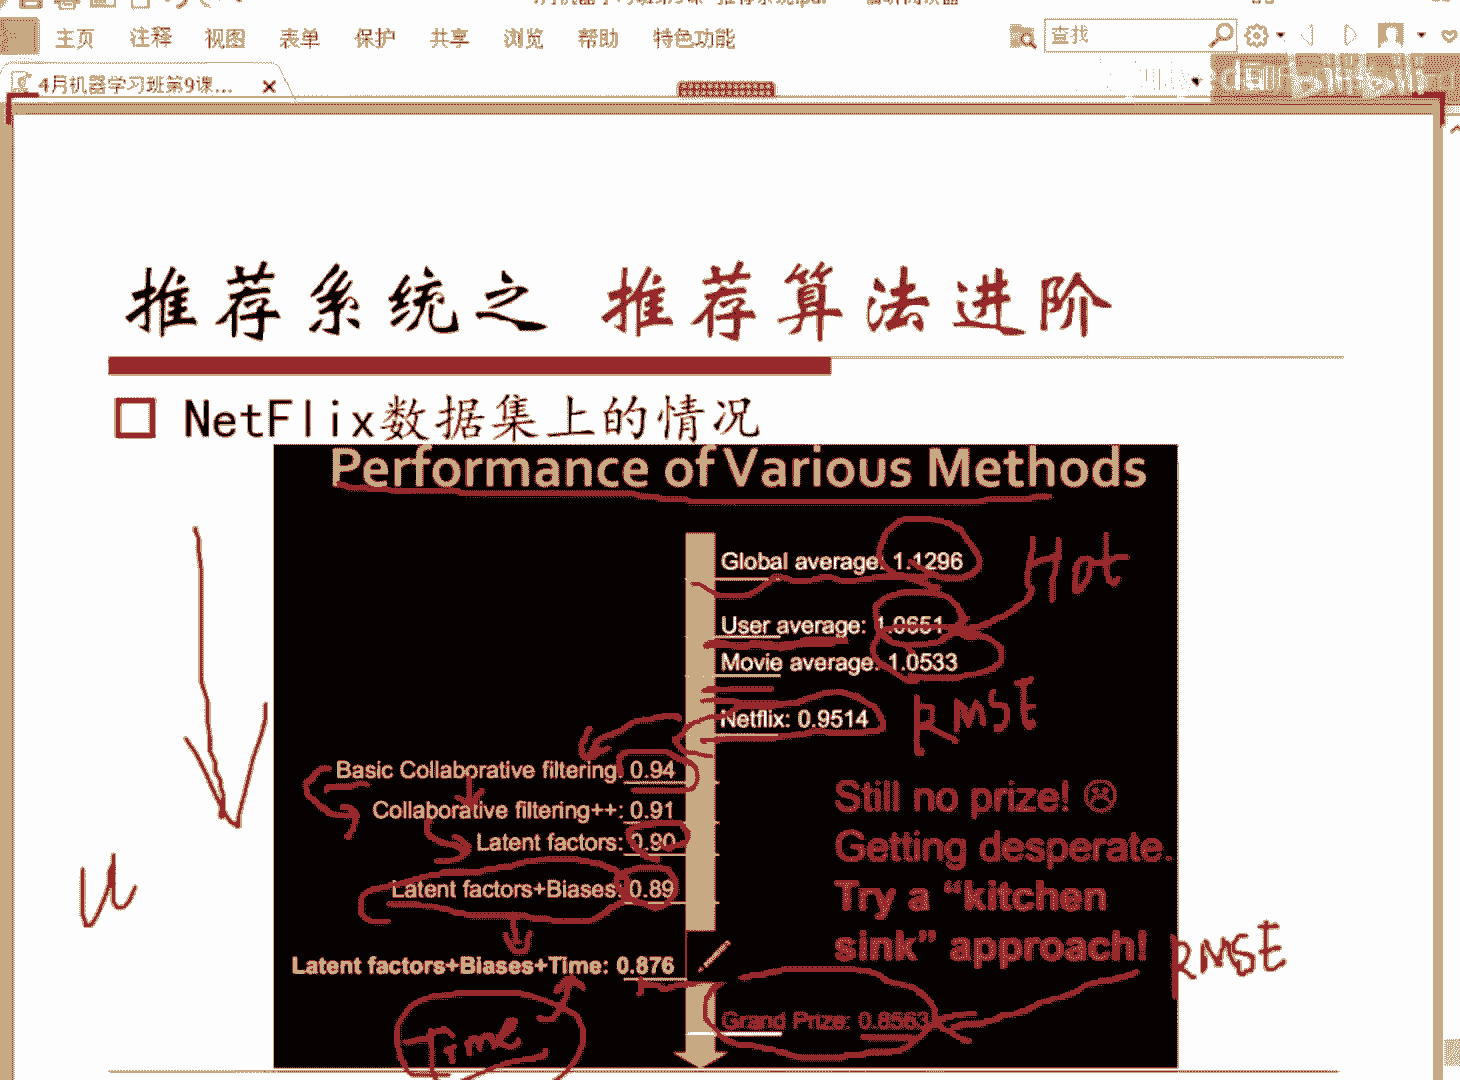 主页 注释 视图 表单 保护 共享 浏览 帮助 特色功能
查找
4月机器学习班第9课...
推荐系统之 推荐算法进阶
NetFlix数据集上的情况
Performance of Various Methods
Global average: 1.1296
Hot
User average: 1.0651
Movie average: 1.0533
Netflix: 0.9514
RMSE
Basic Collaborative filtering: 0.94
Collaborative filtering++: 0.91
Latent factors: 0.90
Latent factors+Biases: 0.89
Latent factors+Biases+Time: 0.876
Still no prize! ☹
Getting desperate.
Try a “kitchen
sink” approach!
RMSE
Grand Prize: 0.8563
Time
u